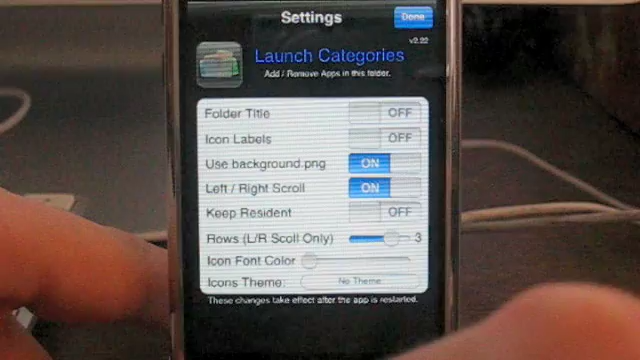 Settings
Done
v2.22
Launch Categories
Add / Remove Apps in this folder.
Folder Title OFF
Icon Labels OFF
Use background.png ON
Left / Right Scroll ON
Keep Resident OFF
Rows (L/R Scoll Only) 3
Icon Font Color
Icons Theme: No Theme
These changes take effect after the app is restarted.